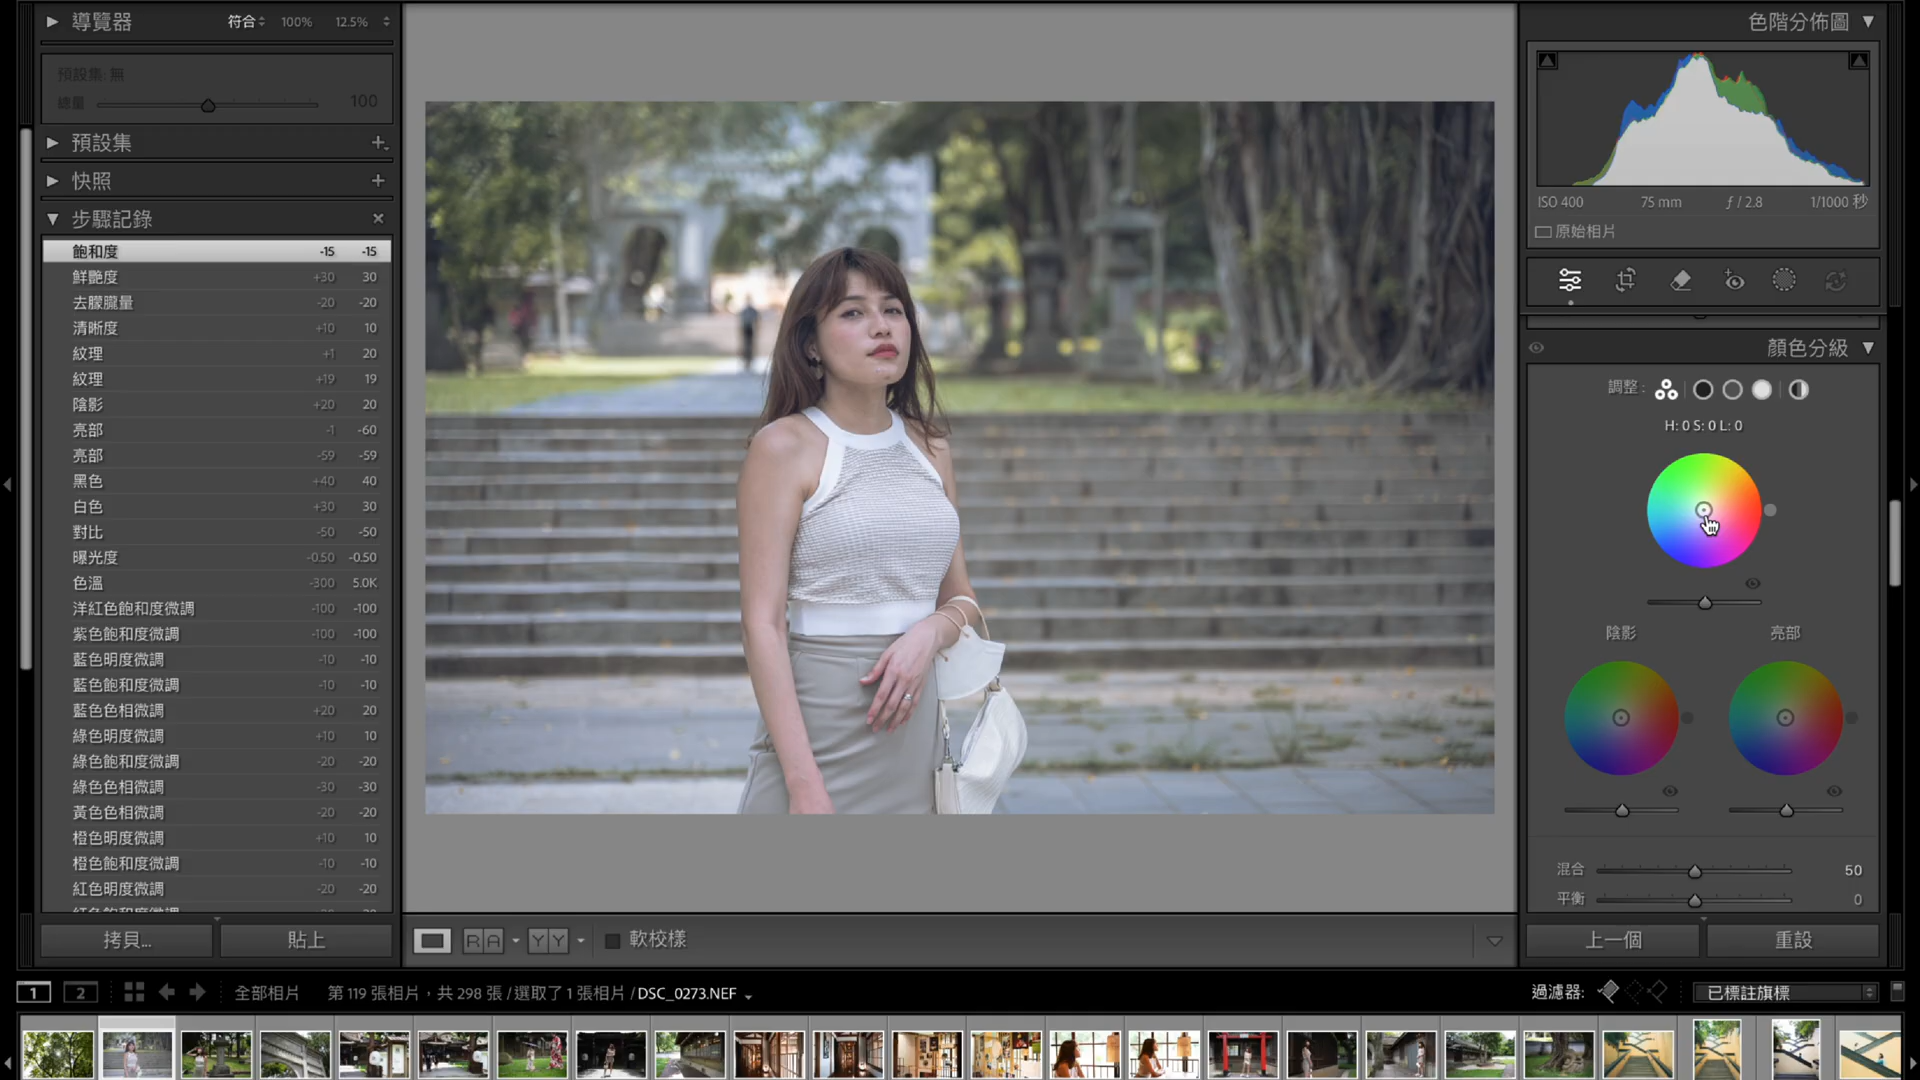 導覽器 符合 100% 12.5%
預設集: 無
總量 100
預設集
快照
步驟記錄
飽和度 -15 -15
鮮艷度 +30 30
去朦朧量 -20 -20
清晰度 +10 10
紋理 +1 20
紋理 +19 19
陰影 +20 20
亮部 -1 -60
亮部 -59 -59
黑色 +40 40
白色 +30 30
對比 -50 -50
曝光度 -0.50 -0.50
色溫 -300 5.0K
洋紅色飽和度微調 -100 -100
紫色飽和度微調 -100 -100
藍色明度微調 -10 -10
藍色飽和度微調 -10 -10
藍色色相微調 +20 20
綠色明度微調 +10 10
綠色飽和度微調 -20 -20
綠色色相微調 -30 -30
黃色色相微調 -20 -20
橙色明度微調 +10 10
橙色飽和度微調 -10 -10
紅色明度微調 -20 -20
拷貝... 貼上
RA YY 軟校樣
色階分佈圖
ISO 400 75 mm ƒ / 2.8 1/1000 秒
原始相片
顏色分級
調整 :
H: 0 S: 0 L: 0
陰影 亮部
混合 50
平衡 0
上一個 重設
1 2 全部相片 第 119 張相片，共 298 張 / 選取了 1 張相片 / DSC_0273.NEF
過濾器: 已標註旗標